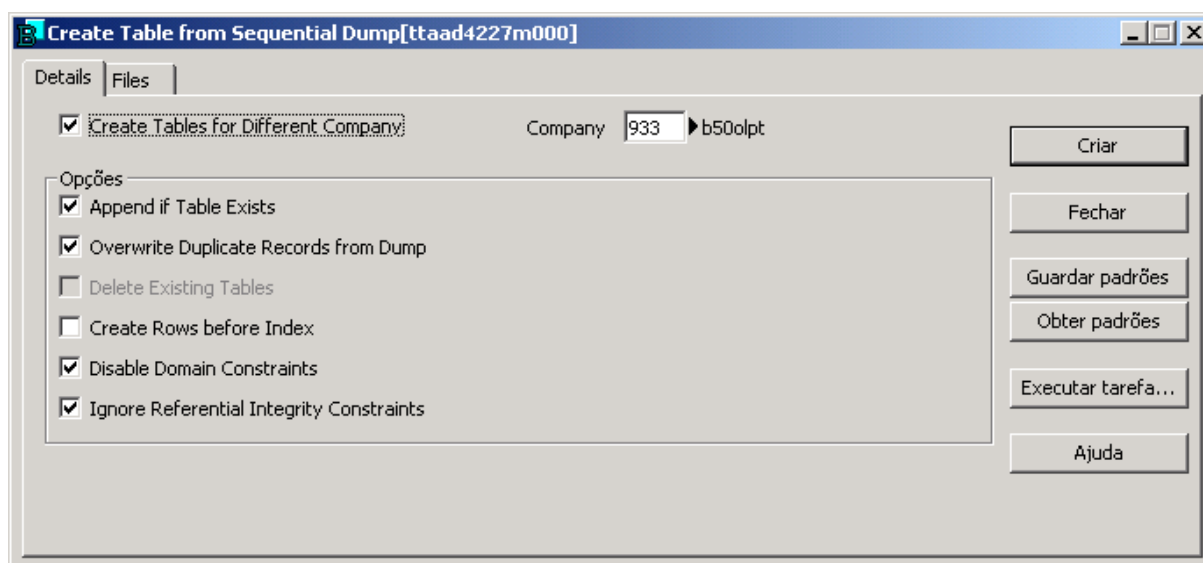 Create Table from Sequential Dump[ttaad4227m000]
Details Files
Create Tables for Different Company Company 933 b50olpt
Opções
Append if Table Exists
Overwrite Duplicate Records from Dump
Delete Existing Tables
Create Rows before Index
Disable Domain Constraints
Ignore Referential Integrity Constraints
Criar
Fechar
Guardar padrões
Obter padrões
Executar tarefa...
Ajuda